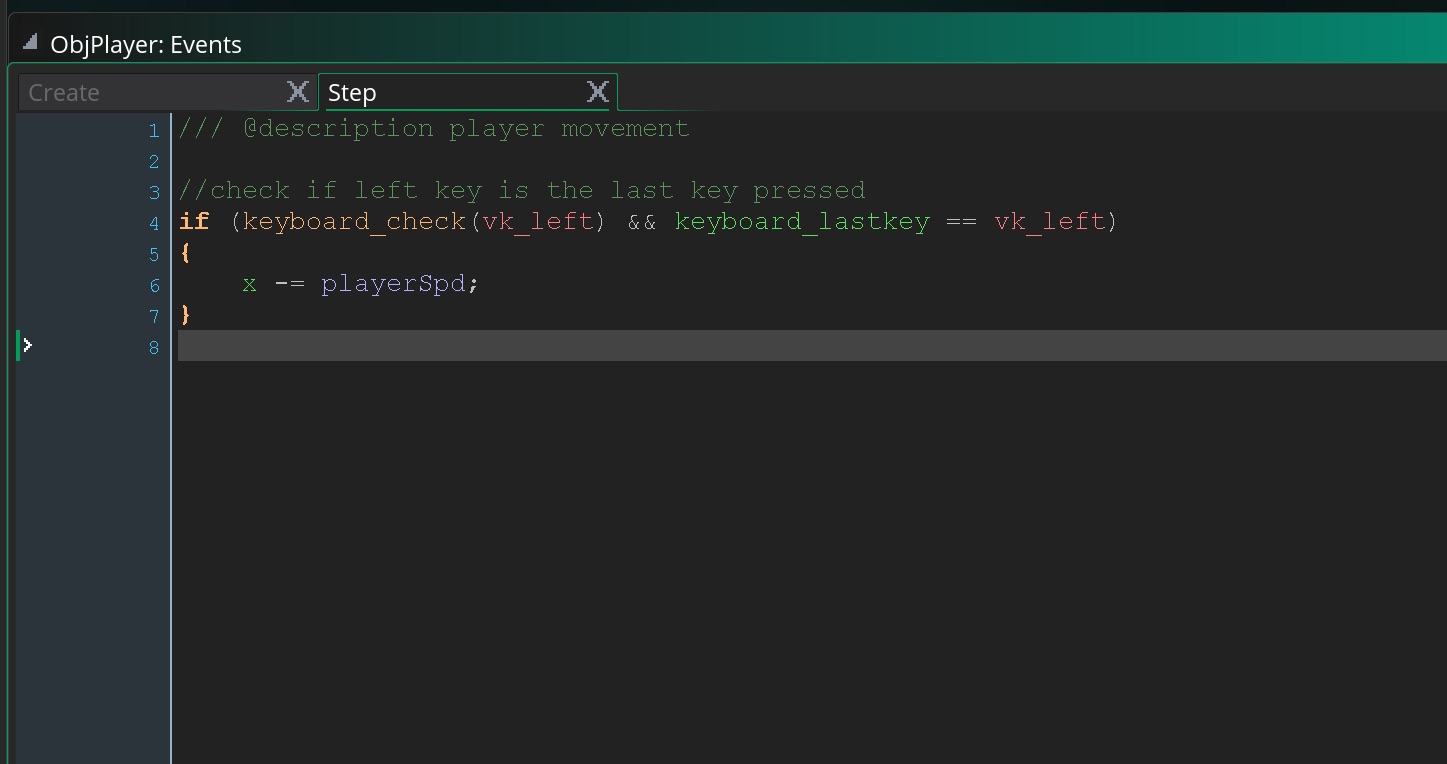 ObjPlayer: Events
Create Step
1 /// @description player movement
2
3 //check if left key is the last key pressed
4 if (keyboard_check(vk_left) && keyboard_lastkey == vk_left)
5 {
6 x -= playerSpd;
7 }
8